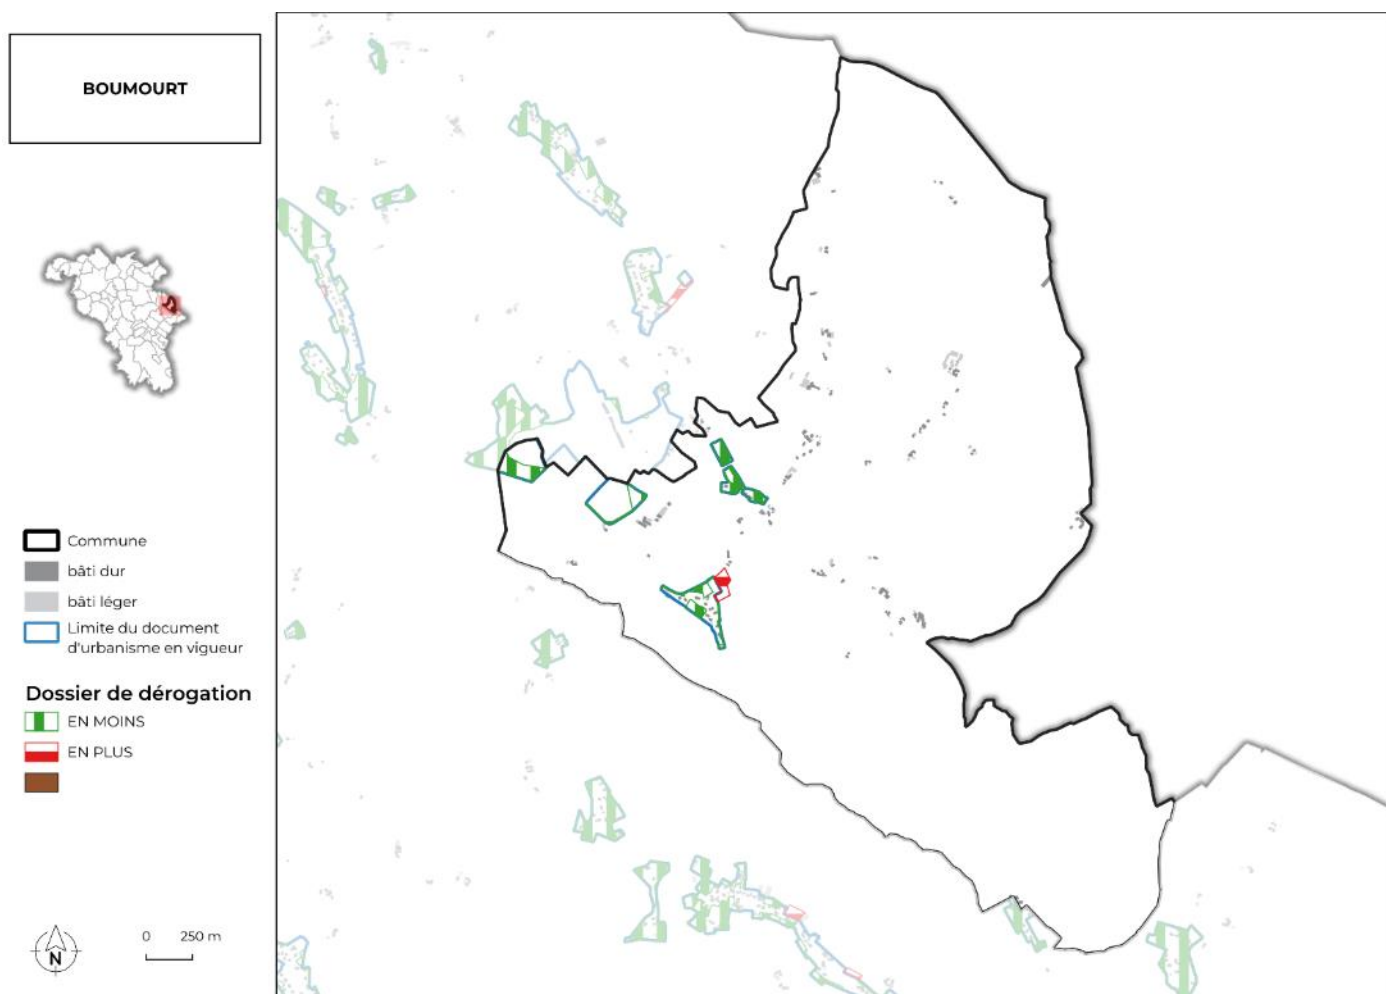 BOUMOURT
Commune
bâti dur
bâti léger
Limite du document
d'urbanisme en vigueur
Dossier de dérogation
EN MOINS
EN PLUS
N
0 250 m